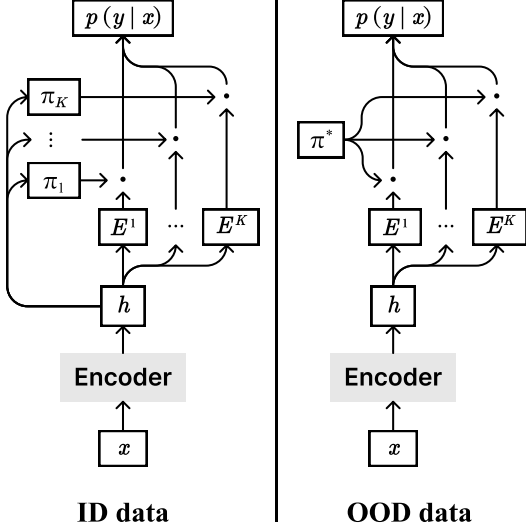 p ( y | x )
π_K
⋮
π_1
E^1
...
E^K
h
Encoder
x
ID data
p ( y | x )
π*
E^1
...
E^K
h
Encoder
x
OOD data